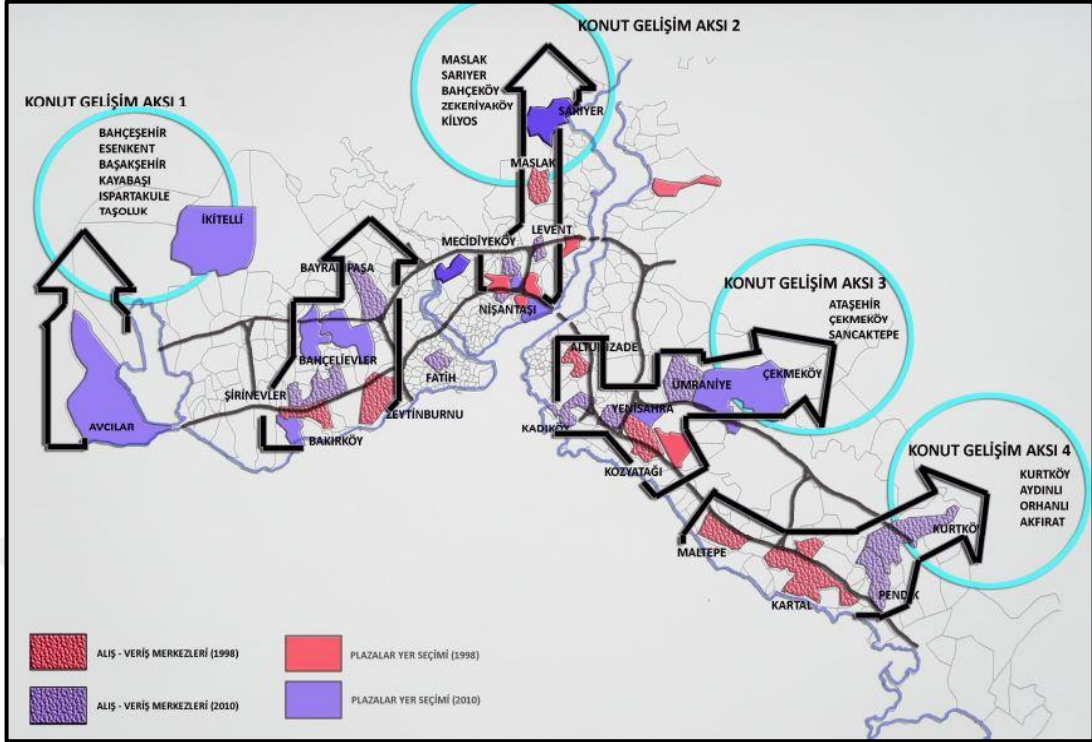 KONUT GELİŞİM AKSI 1
BAHÇEŞEHİR
ESENKENT
BAŞAKŞEHİR
KAYABAŞI
ISPARTAKULE
TAŞOLUK
KONUT GELİŞİM AKSI 2
MASLAK
SARIYER
BAHÇEKÖY
ZEKERİYAKÖY
KİLYOS
SARIYER
MASLAK
İKİTELLİ
MECİDİYEKÖY
LEVENT
BAYRAMPAŞA
NİŞANTAŞI
KONUT GELİŞİM AKSI 3
ATAŞEHİR
ÇEKMEKÖY
SANCAKTEPE
ALTUNİZADE
BAHÇELİEVLER
FATİH
ÜMRANİYE
ÇEKMEKÖY
ŞİRİNEVLER
ZEYTİNBURNU
YENİSAHRA
KADIKÖY
AVCILAR
BAKIRKÖY
KOZYATAĞI
KONUT GELİŞİM AKSI 4
KURTKÖY
AYDINLI
ORHANLI
AKFIRAT
KURTKÖY
MALTEPE
PENDİK
KARTAL
ALIŞ - VERİŞ MERKEZLERİ (1998)
PLAZALAR YER SEÇİMİ (1998)
ALIŞ - VERİŞ MERKEZLERİ (2010)
PLAZALAR YER SEÇİMİ (2010)